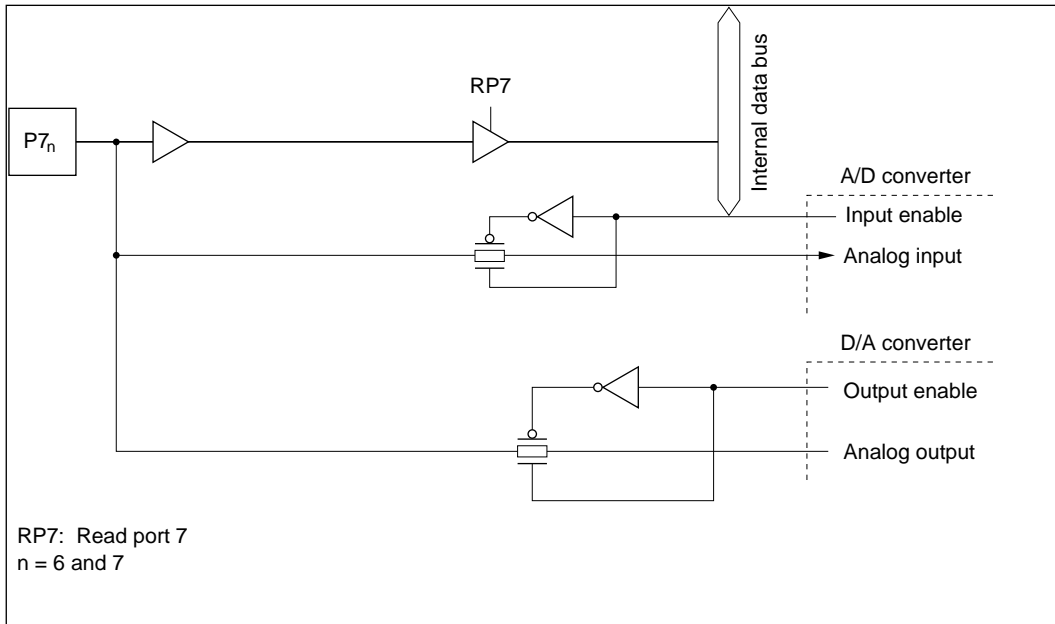 RP7
P7n
Internal data bus
A/D converter
Input enable
Analog input
D/A converter
Output enable
Analog output
RP7: Read port 7
n = 6 and 7